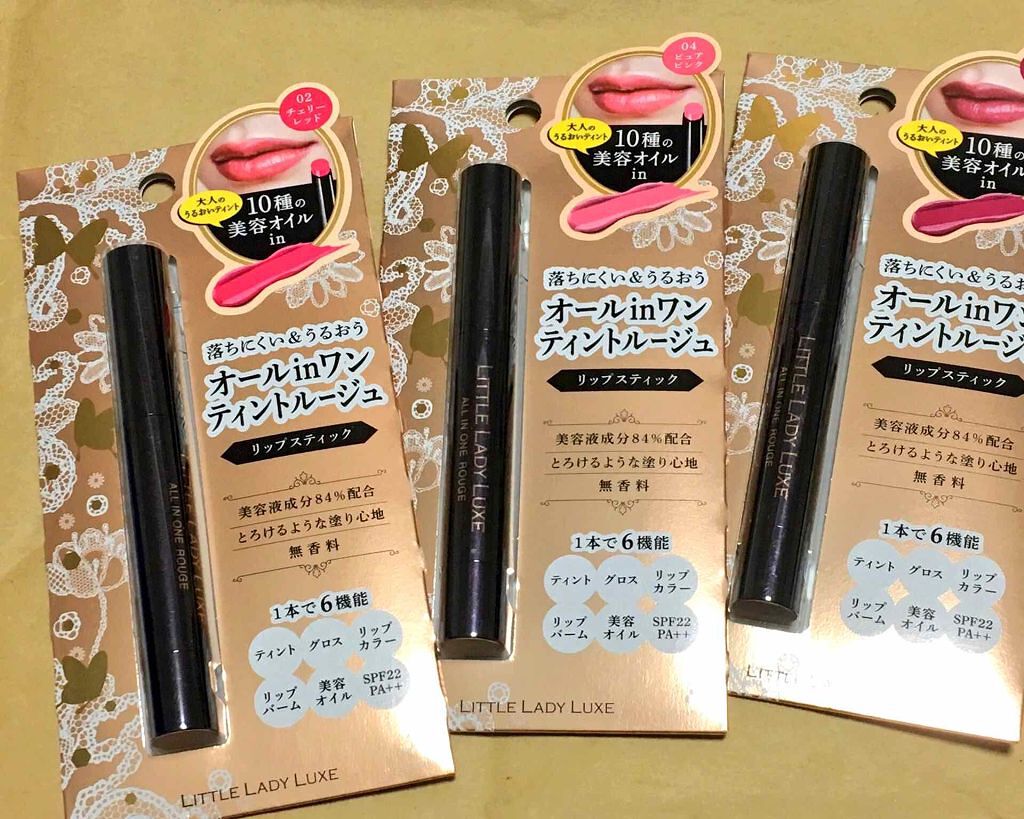 02
チェリー
レッド
大人の
うるおいティント
10種の
美容オイル
in
落ちにくい&うるおう
オールinワン
ティントルージュ
リップスティック
美容液成分84%配合
とろけるような塗り心地
無香料
1本で6機能
ティント
グロス
リップ
カラー
リップ
バーム
美容
オイル
SPF22
PA++
LITTLE LADY LUXE
ALL IN ONE ROUGE
LITTLE LADY LUXE
04
ピュア
ピンク
大人の
うるおいティント
10種の
美容オイル
in
落ちにくい&うるおう
オールinワン
ティントルージュ
リップスティック
美容液成分84%配合
とろけるような塗り心地
無香料
1本で6機能
ティント
グロス
リップ
カラー
リップ
バーム
美容
オイル
SPF22
PA++
LITTLE LADY LUXE
ALL IN ONE ROUGE
LITTLE LADY LUXE
大人の
うるおいティント
10種の
美容オイル
in
落ちにくい&うるお
オールinワン
ティントルージ
リップスティック
美容液成分84%配合
とろけるような塗り心地
無香料
1本で6機能
ティント
グロス
リップ
カラー
リップ
バーム
美容
オイル
SPF22
PA++
LITTLE LADY LUXE
ALL IN ONE ROUGE
LITTLE